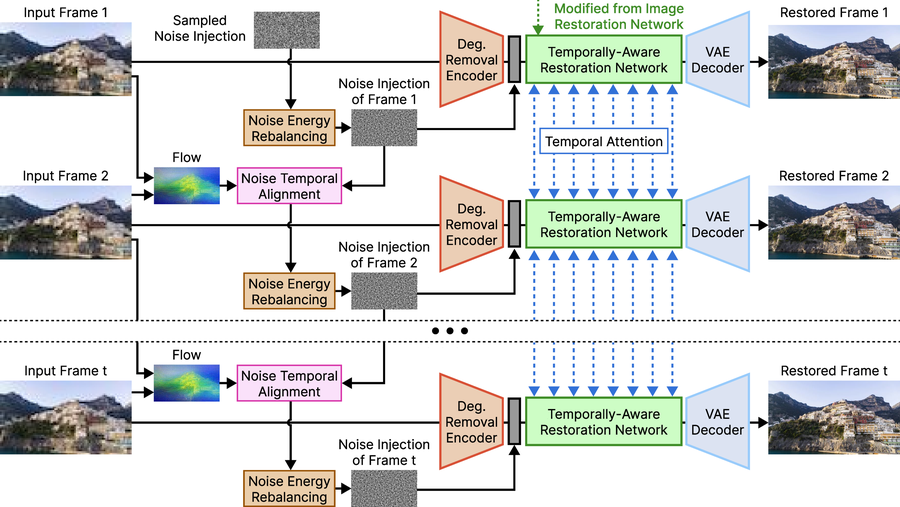 Input Frame 1
Sampled
Noise Injection
Deg.
Removal
Encoder
Modified from Image
Restoration Network
Temporally-Aware
Restoration Network
VAE
Decoder
Restored Frame 1
Noise Energy
Rebalancing
Noise Injection
of Frame 1
Temporal Attention
Flow
Noise Temporal
Alignment
Input Frame 2
Deg.
Removal
Encoder
Temporally-Aware
Restoration Network
VAE
Decoder
Restored Frame 2
Noise Energy
Rebalancing
Noise Injection
of Frame 2
Flow
Noise Temporal
Alignment
Input Frame t
Deg.
Removal
Encoder
Temporally-Aware
Restoration Network
VAE
Decoder
Restored Frame t
Noise Energy
Rebalancing
Noise Injection
of Frame t